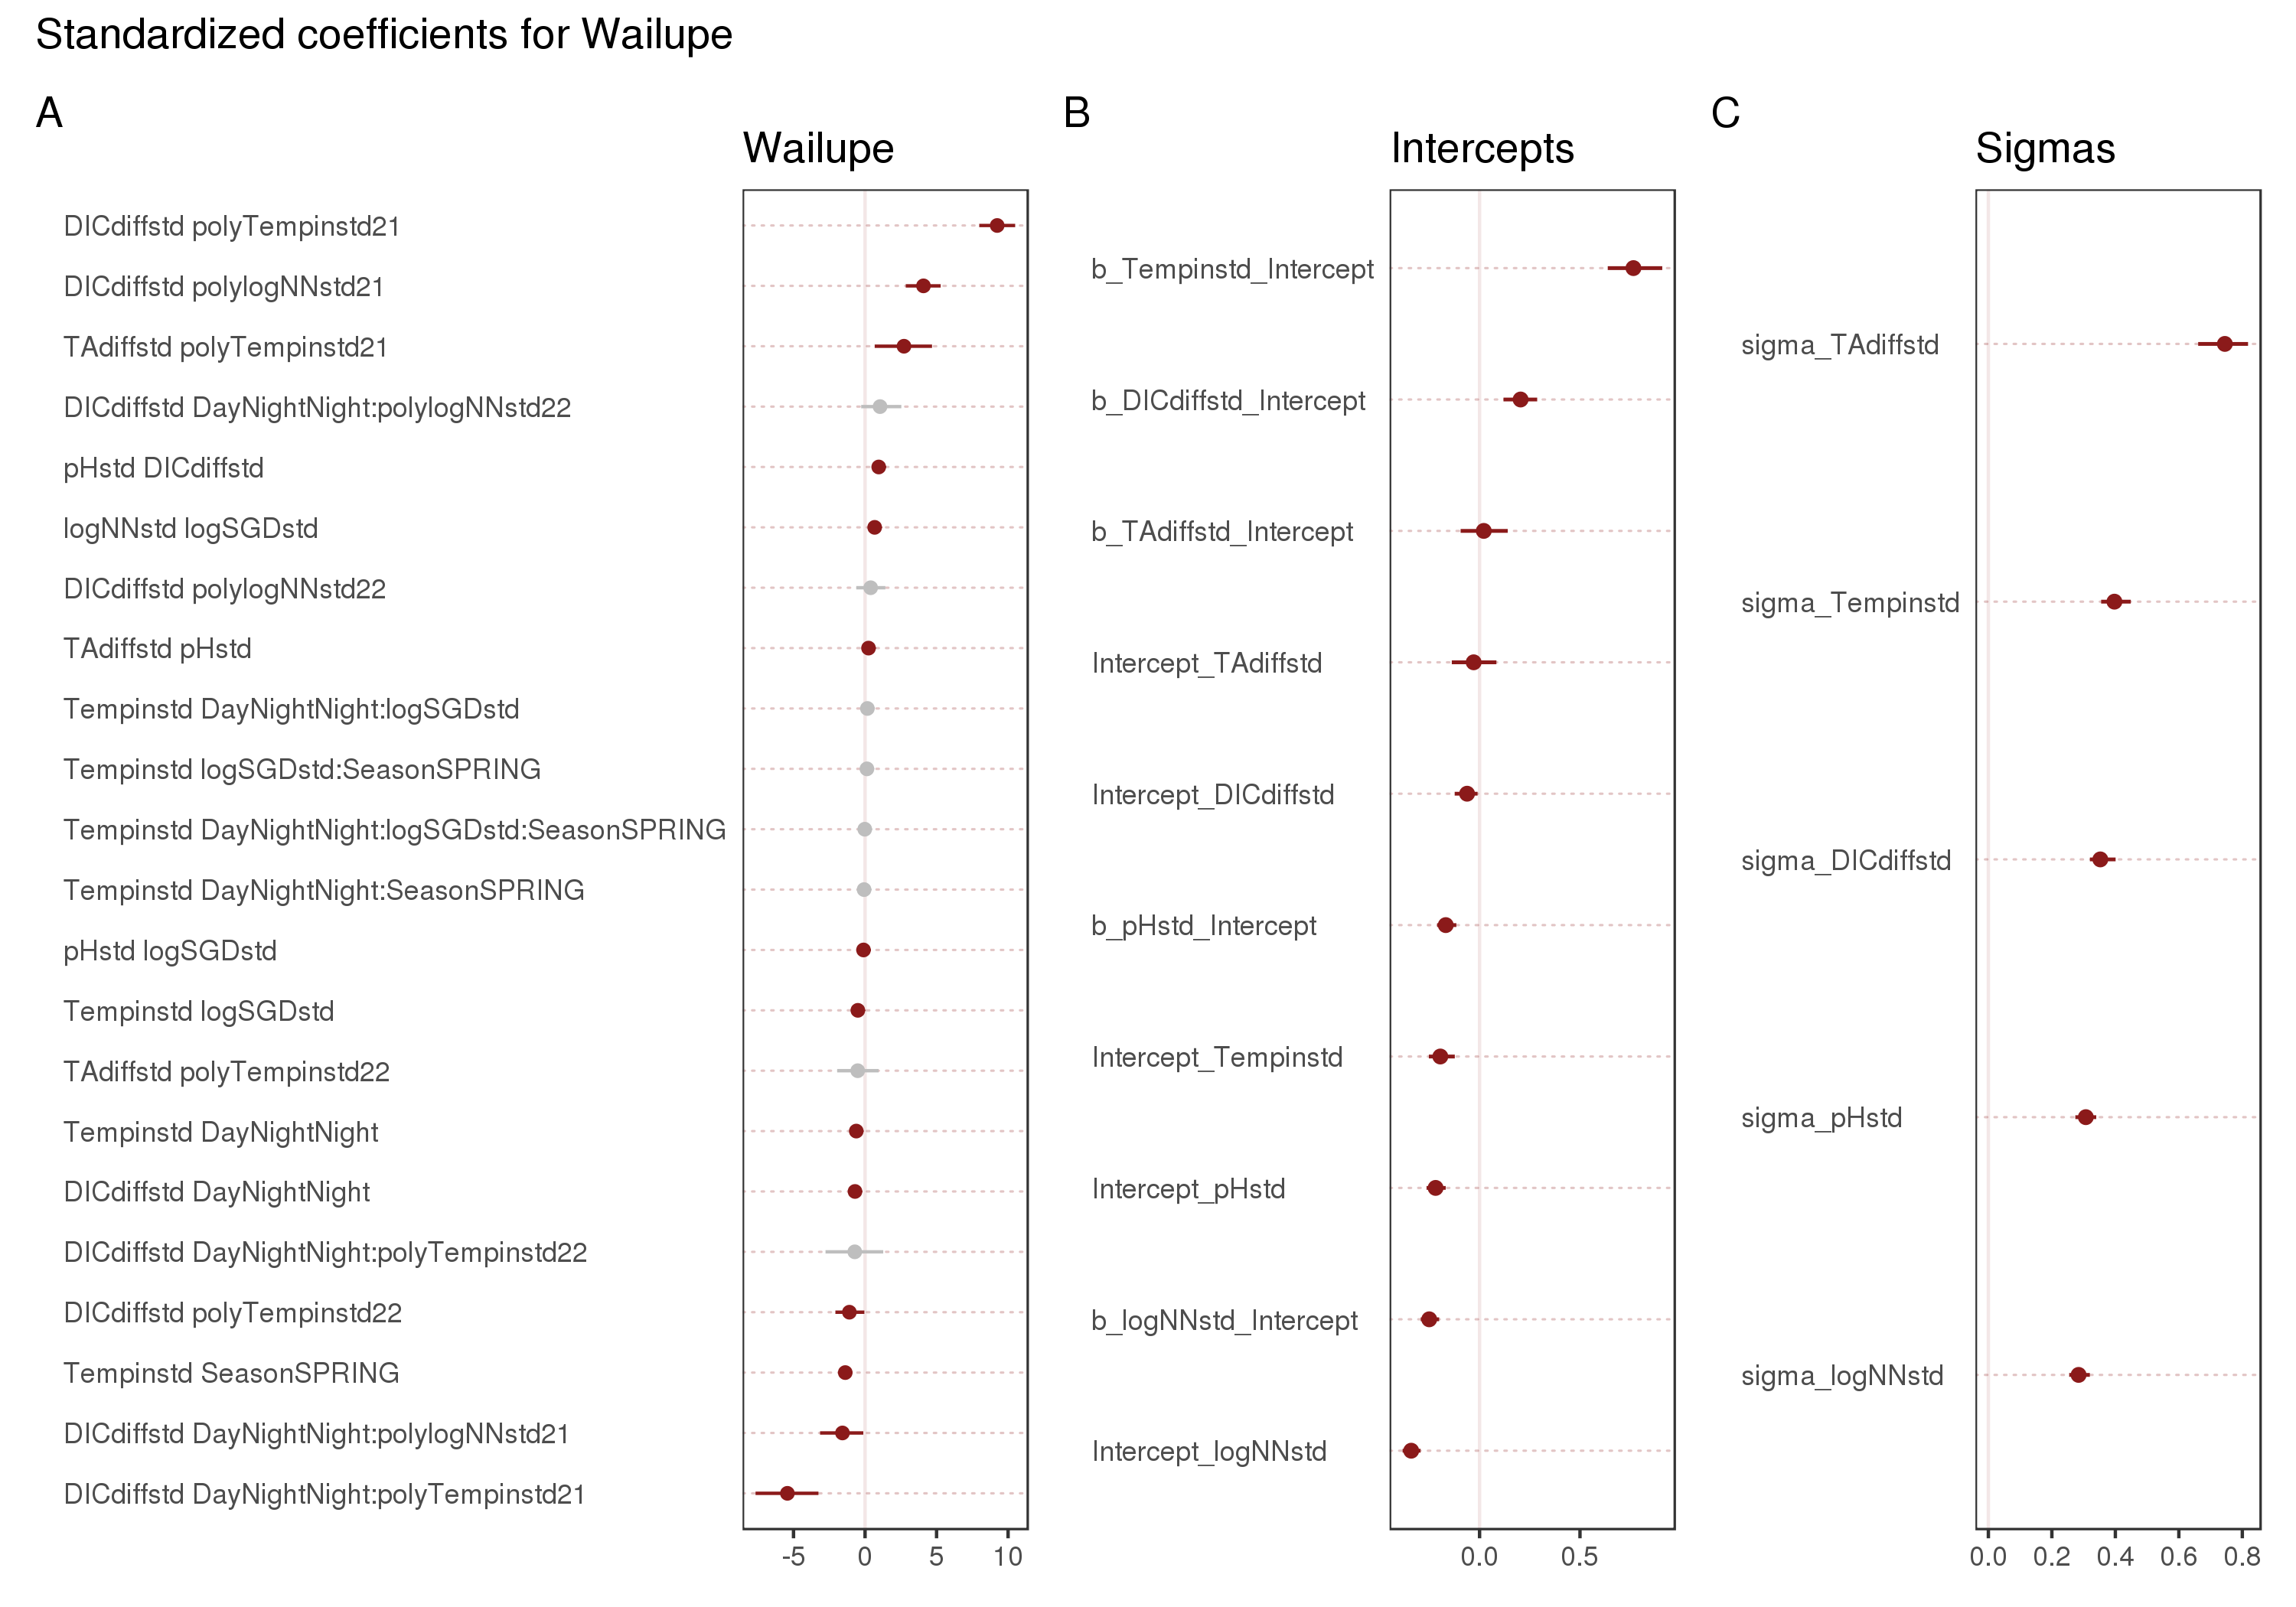 Standardized coefficients for Wailupe
A
Wailupe
DICdiffstd polyTempinstd21
DICdiffstd polylogNNstd21
TAdiffstd polyTempinstd21
DICdiffstd DayNightNight:polylogNNstd22
pHstd DICdiffstd
logNNstd logSGDstd
DICdiffstd polylogNNstd22
TAdiffstd pHstd
Tempinstd DayNightNight:logSGDstd
Tempinstd logSGDstd:SeasonSPRING
Tempinstd DayNightNight:logSGDstd:SeasonSPRING
Tempinstd DayNightNight:SeasonSPRING
pHstd logSGDstd
Tempinstd logSGDstd
TAdiffstd polyTempinstd22
Tempinstd DayNightNight
DICdiffstd DayNightNight
DICdiffstd DayNightNight:polyTempinstd22
DICdiffstd polyTempinstd22
Tempinstd SeasonSPRING
DICdiffstd DayNightNight:polylogNNstd21
DICdiffstd DayNightNight:polyTempinstd21
-5 0 5 10
B
Intercepts
b_Tempinstd_Intercept
b_DICdiffstd_Intercept
b_TAdiffstd_Intercept
Intercept_TAdiffstd
Intercept_DICdiffstd
b_pHstd_Intercept
Intercept_Tempinstd
Intercept_pHstd
b_logNNstd_Intercept
Intercept_logNNstd
0.0 0.5
C
Sigmas
sigma_TAdiffstd
sigma_Tempinstd
sigma_DICdiffstd
sigma_pHstd
sigma_logNNstd
0.0 0.2 0.4 0.6 0.8